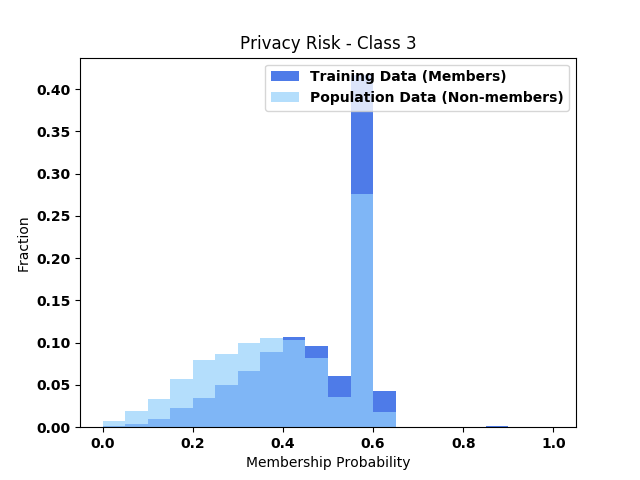 Privacy Risk - Class 3
Training Data (Members)
Population Data (Non-members)
0.40
0.35
0.30
0.25
0.20
0.15
0.10
0.05
0.00
Fraction
0.0 0.2 0.4 0.6 0.8 1.0
Membership Probability